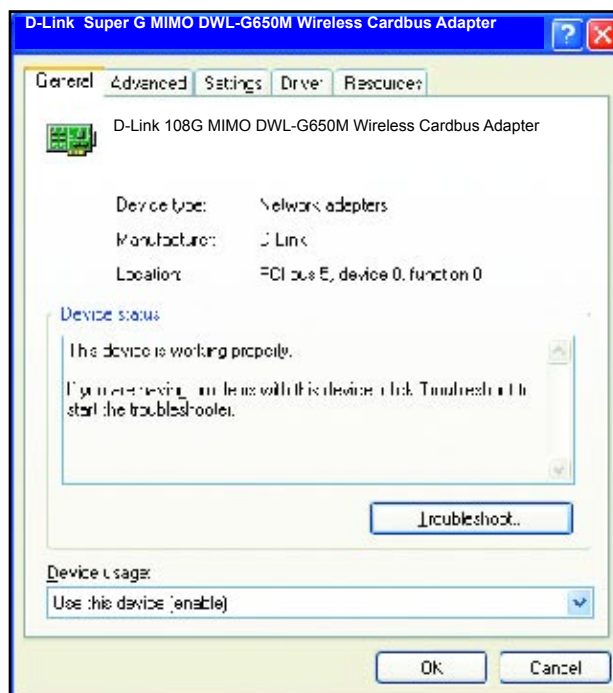 D-Link Super G MIMO DWL-G650M Wireless Cardbus Adapter
General Advanced Settings Driver Resources
D-Link 108G MIMO DWL-G650M Wireless Cardbus Adapter
Device type: Network adapters
Manufacturer: D-Link
Location: PCI bus 5, device 0, function 0
Device status
This device is working properly.
If you are having problems with this device, click Troubleshoot to
start the troubleshooter.
Troubleshoot...
Device usage:
Use this device (enable)
OK Cancel